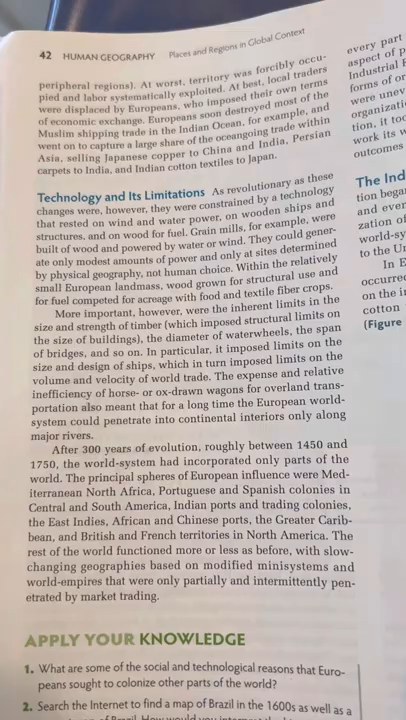 42 HUMAN GEOGRAPHY Places and Regions in Global Context
peripheral regions). At worst, territory was forcibly occu-
pied and labor systematically exploited. At best, local traders
were displaced by Europeans, who imposed their own terms
of economic exchange. Europeans soon destroyed most of the
Muslim shipping trade in the Indian Ocean, for example, and
went on to capture a large share of the oceangoing trade within
Asia, selling Japanese copper to China and India, Persian
carpets to India, and Indian cotton textiles to Japan.
Technology and Its Limitations As revolutionary as these
changes were, however, they were constrained by a technology
that rested on wind and water power, on wooden ships and
structures, and on wood for fuel. Grain mills, for example, were
built of wood and powered by water or wind. They could gener-
ate only modest amounts of power and only at sites determined
by physical geography, not human choice. Within the relatively
small European landmass, wood grown for structural use and
for fuel competed for acreage with food and textile fiber crops.
More important, however, were the inherent limits in the
size and strength of timber (which imposed structural limits on
the size of buildings), the diameter of waterwheels, the span
of bridges, and so on. In particular, it imposed limits on the
size and design of ships, which in turn imposed limits on the
volume and velocity of world trade. The expense and relative
inefficiency of horse- or ox-drawn wagons for overland trans-
portation also meant that for a long time the European world-
system could penetrate into continental interiors only along
major rivers.
After 300 years of evolution, roughly between 1450 and
1750, the world-system had incorporated only parts of the
world. The principal spheres of European influence were Med-
iterranean North Africa, Portuguese and Spanish colonies in
Central and South America, Indian ports and trading colonies,
the East Indies, African and Chinese ports, the Greater Carib-
bean, and British and French territories in North America. The
rest of the world functioned more or less as before, with slow-
changing geographies based on modified minisystems and
world-empires that were only partially and intermittently pen-
etrated by market trading.
APPLY YOUR KNOWLEDGE
1. What are some of the social and technological reasons that Euro-
peans sought to colonize other parts of the world?
2. Search the Internet to find a map of Brazil in the 1600s as well as a
every part
aspect of p
Industrial
forms of or
were unev
organizati
tion, it too
work its w
outcomes
The Ind
tion bega
and ever
zation of
world-sy
to the Un
In E
occurred
on the i
cotton
(Figure